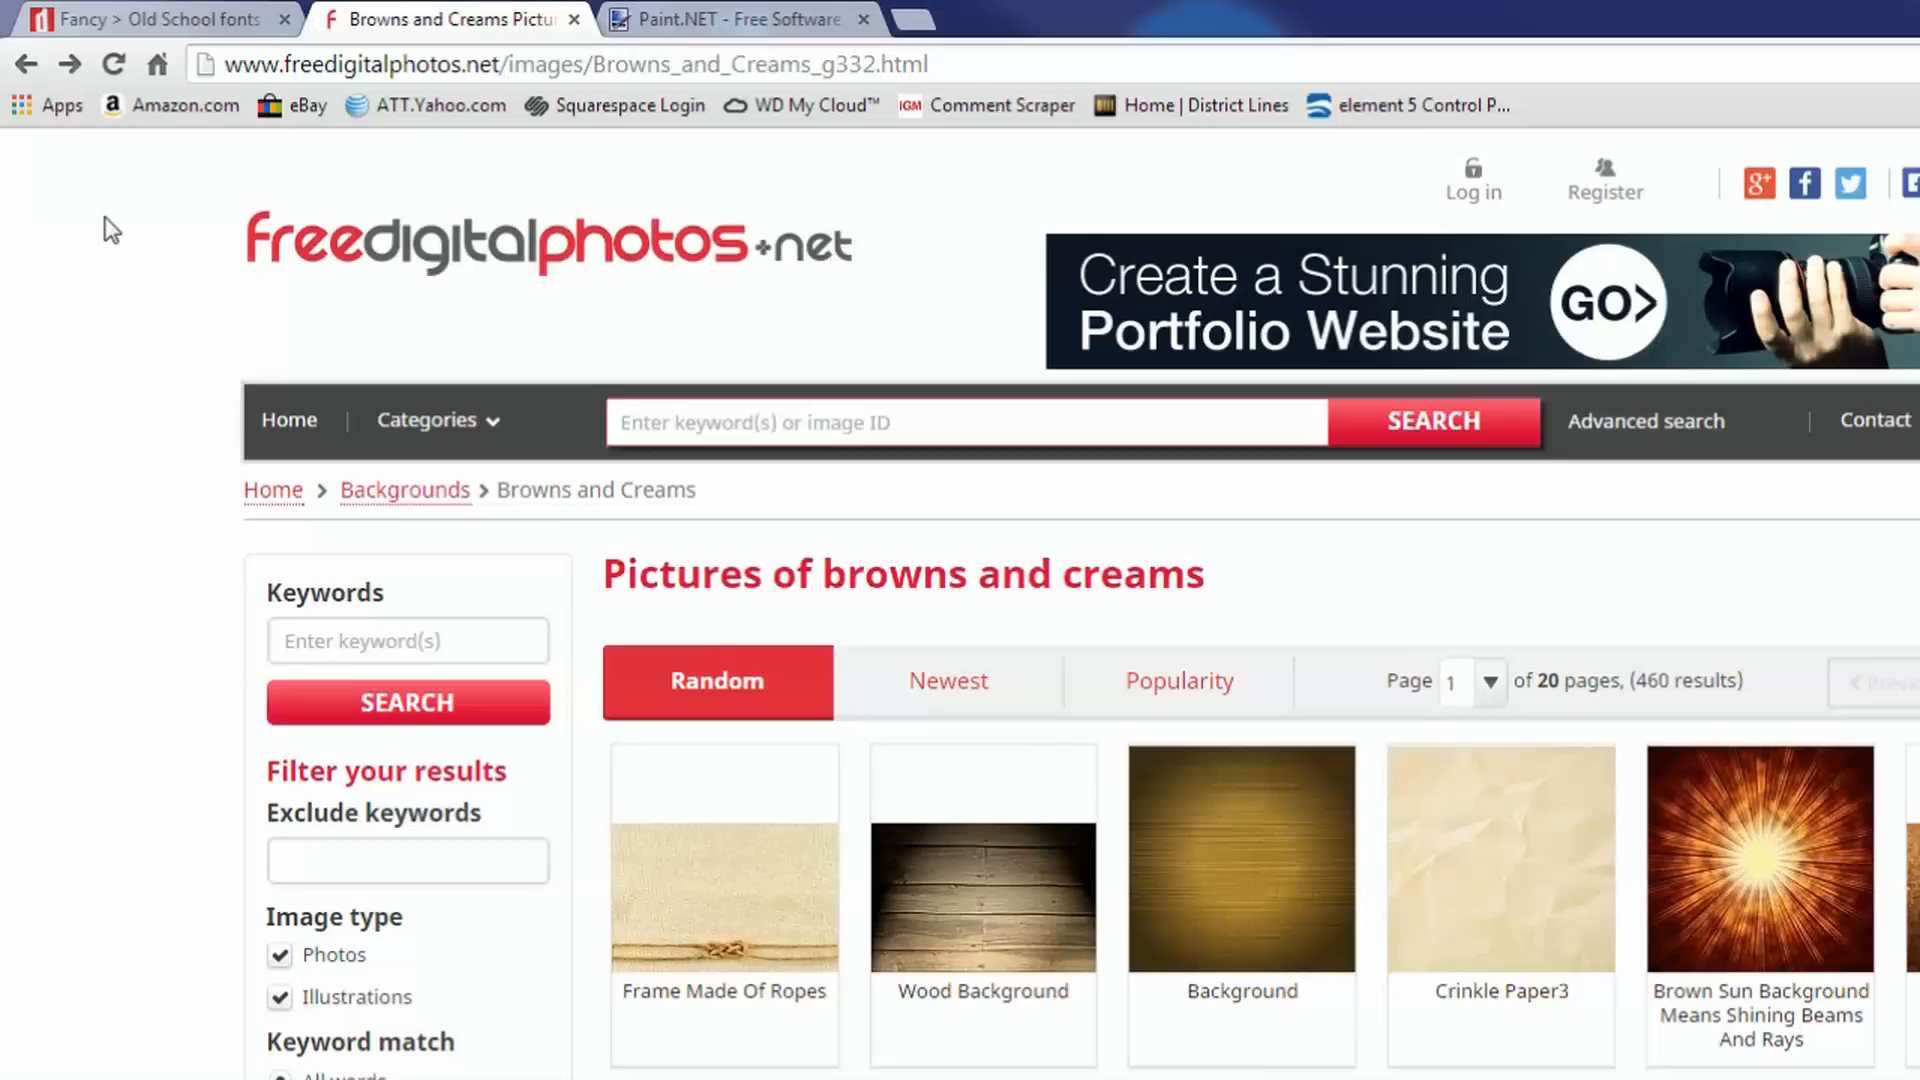 Fancy > Old School fonts
Browns and Creams Pictu
Paint.NET - Free Software
www.freedigitalphotos.net/images/Browns_and_Creams_g332.html
Apps
Amazon.com
eBay
ATT.Yahoo.com
Squarespace Login
WD My Cloud™
IGM Comment Scraper
Home | District Lines
element 5 Control P...
Log in
Register
freedigitalphotos.net
Create a Stunning
Portfolio Website
GO>
Home
Categories
Enter keyword(s) or image ID
SEARCH
Advanced search
Contact
Home > Backgrounds > Browns and Creams
Keywords
Enter keyword(s)
SEARCH
Filter your results
Exclude keywords
Image type
Photos
Illustrations
Keyword match
Pictures of browns and creams
Random
Newest
Popularity
Page 1 of 20 pages, (460 results)
Frame Made Of Ropes
Wood Background
Background
Crinkle Paper3
Brown Sun Background
Means Shining Beams
And Rays